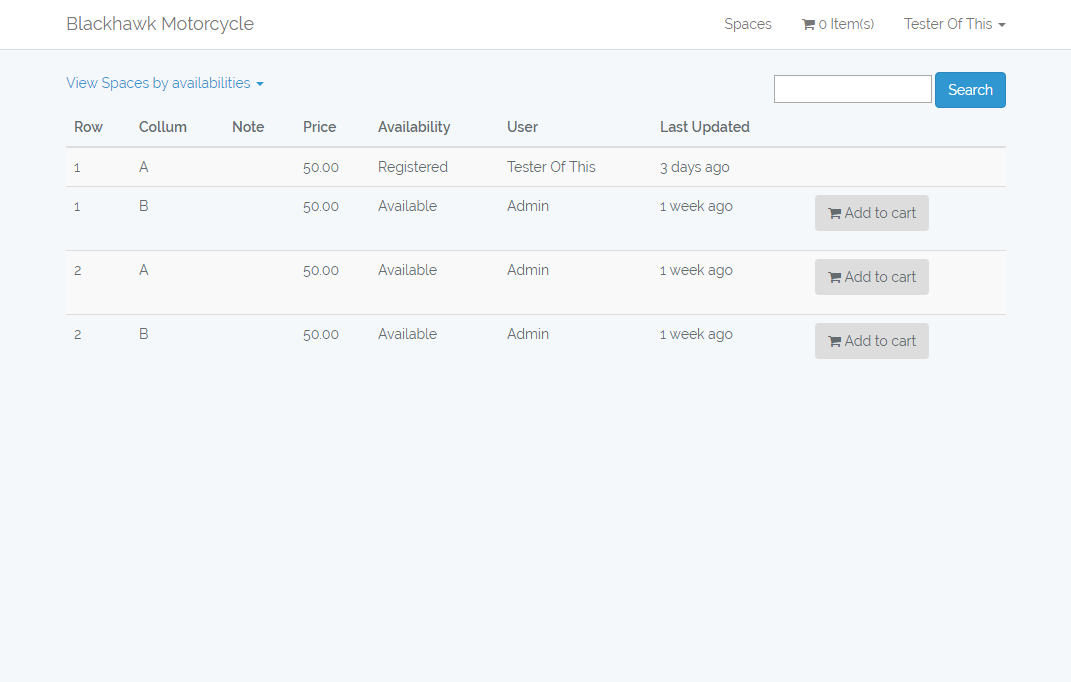 Blackhawk Motorcycle Spaces 0 Item(s) Tester Of This
View Spaces by availabilities Search
Row Collum Note Price Availability User Last Updated
1 A 50.00 Registered Tester Of This 3 days ago
1 B 50.00 Available Admin 1 week ago Add to cart
2 A 50.00 Available Admin 1 week ago Add to cart
2 B 50.00 Available Admin 1 week ago Add to cart